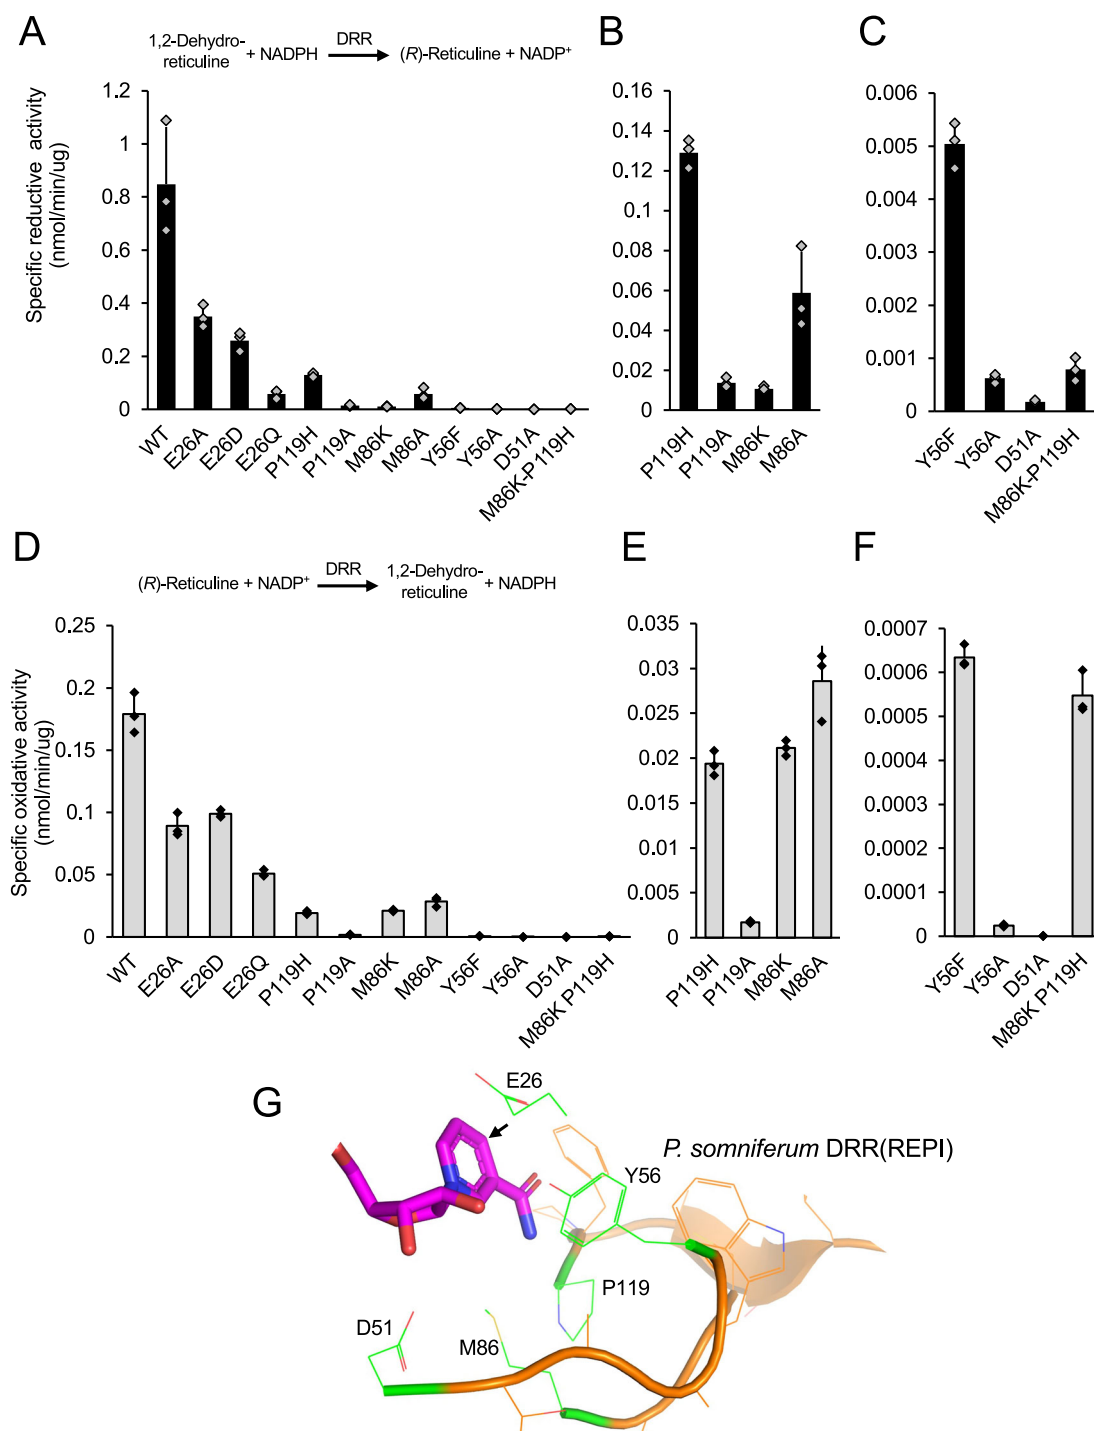 A
B
C
1,2-Dehydro-
reticuline + NADPH DRR (R)-Reticuline + NADP+
Specific reductive activity
(nmol/min/ug)
1.2
1
0.8
0.6
0.4
0.2
0
WT
E26A
E26D
E26Q
P119H
P119A
M86K
M86A
Y56F
Y56A
D51A
M86K-P119H
0.16
0.14
0.12
0.1
0.08
0.06
0.04
0.02
0
P119H
P119A
M86K
M86A
0.006
0.005
0.004
0.003
0.002
0.001
0
Y56F
Y56A
D51A
M86K-P119H
D
E
F
(R)-Reticuline + NADP+ DRR 1,2-Dehydro-
reticuline + NADPH
Specific oxidative activity
(nmol/min/ug)
0.25
0.2
0.15
0.1
0.05
0
WT
E26A
E26D
E26Q
P119H
P119A
M86K
M86A
Y56F
Y56A
D51A
M86K P119H
0.035
0.03
0.025
0.02
0.015
0.01
0.005
0
P119H
P119A
M86K
M86A
0.0007
0.0006
0.0005
0.0004
0.0003
0.0002
0.0001
0
Y56F
Y56A
D51A
M86K P119H
G
E26
P. somniferum DRR(REPI)
Y56
P119
D51
M86